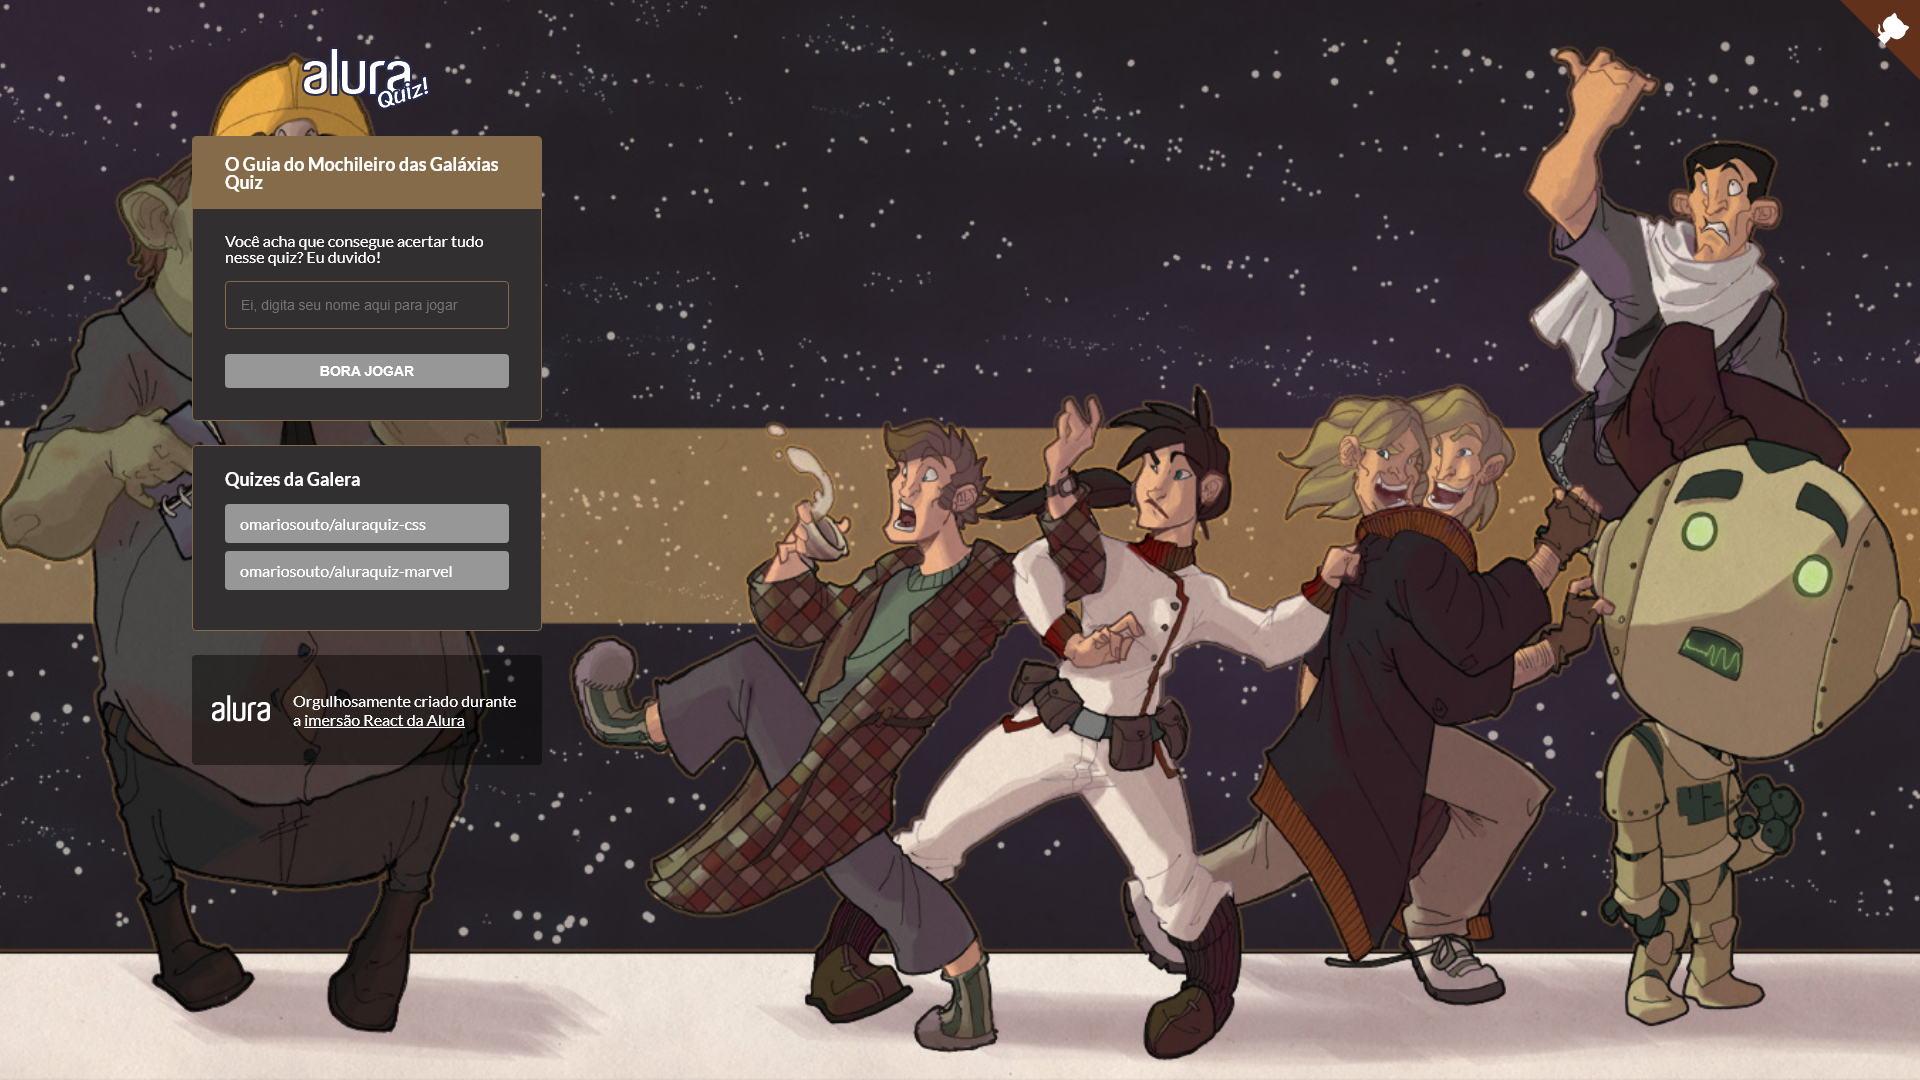 alura
Quiz!
O Guia do Mochileiro das Galáxias
Quiz
Você acha que consegue acertar tudo
nesse quiz? Eu duvido!
Ei, digita seu nome aqui para jogar
BORA JOGAR
Quizes da Galera
omariosouto/aluraquiz-css
omariosouto/aluraquiz-marvel
alura
Orgulhosamente criado durante
a imersão React da Alura
42